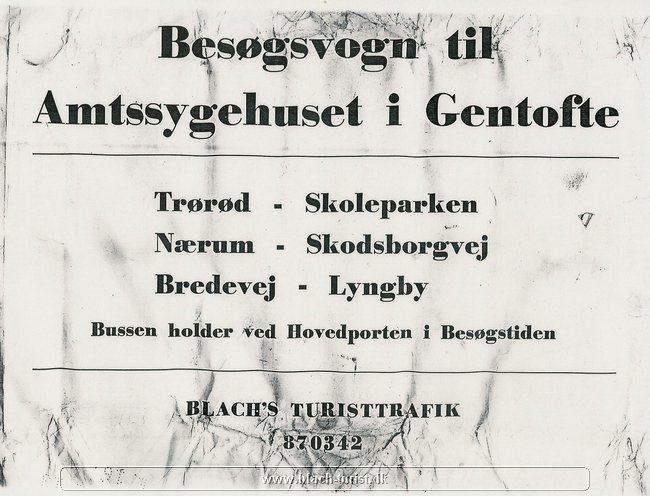 Besøgsvogn til
Amtssygehuset i Gentofte
Trørød - Skoleparken
Nærum - Skodsborgvej
Bredevej - Lyngby
Bussen holder ved Hovedporten i Besøgstiden
BLACH'S TURISTTRAFIK
870342
www.blach-turist.dk